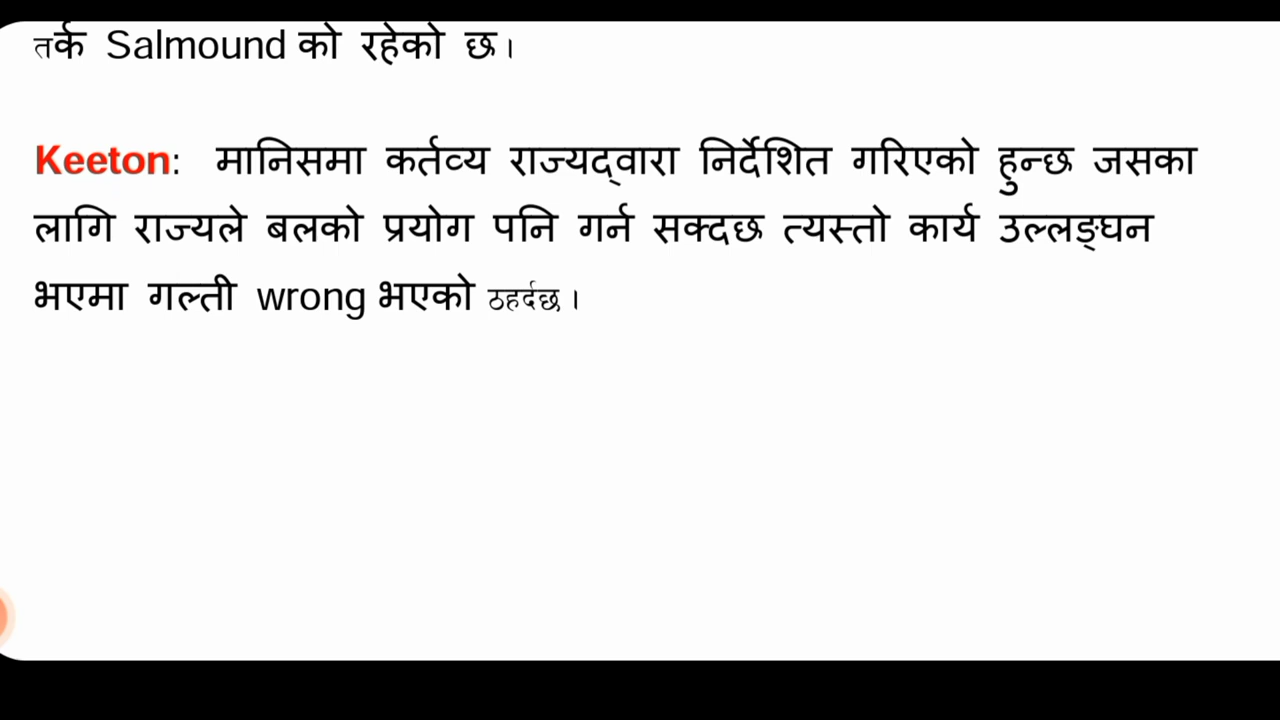 तर्क Salmound को रहेको छ।
Keeton: मानिसमा कर्तव्य राज्यद्‌वारा निर्देशित गरिएको हुन्छ जसका
लागि राज्यले बलको प्रयोग पनि गर्न सक्दछ त्यस्तो कार्य उल्लङ्घन
भएमा गल्ती wrong भएको ठहर्दछ।